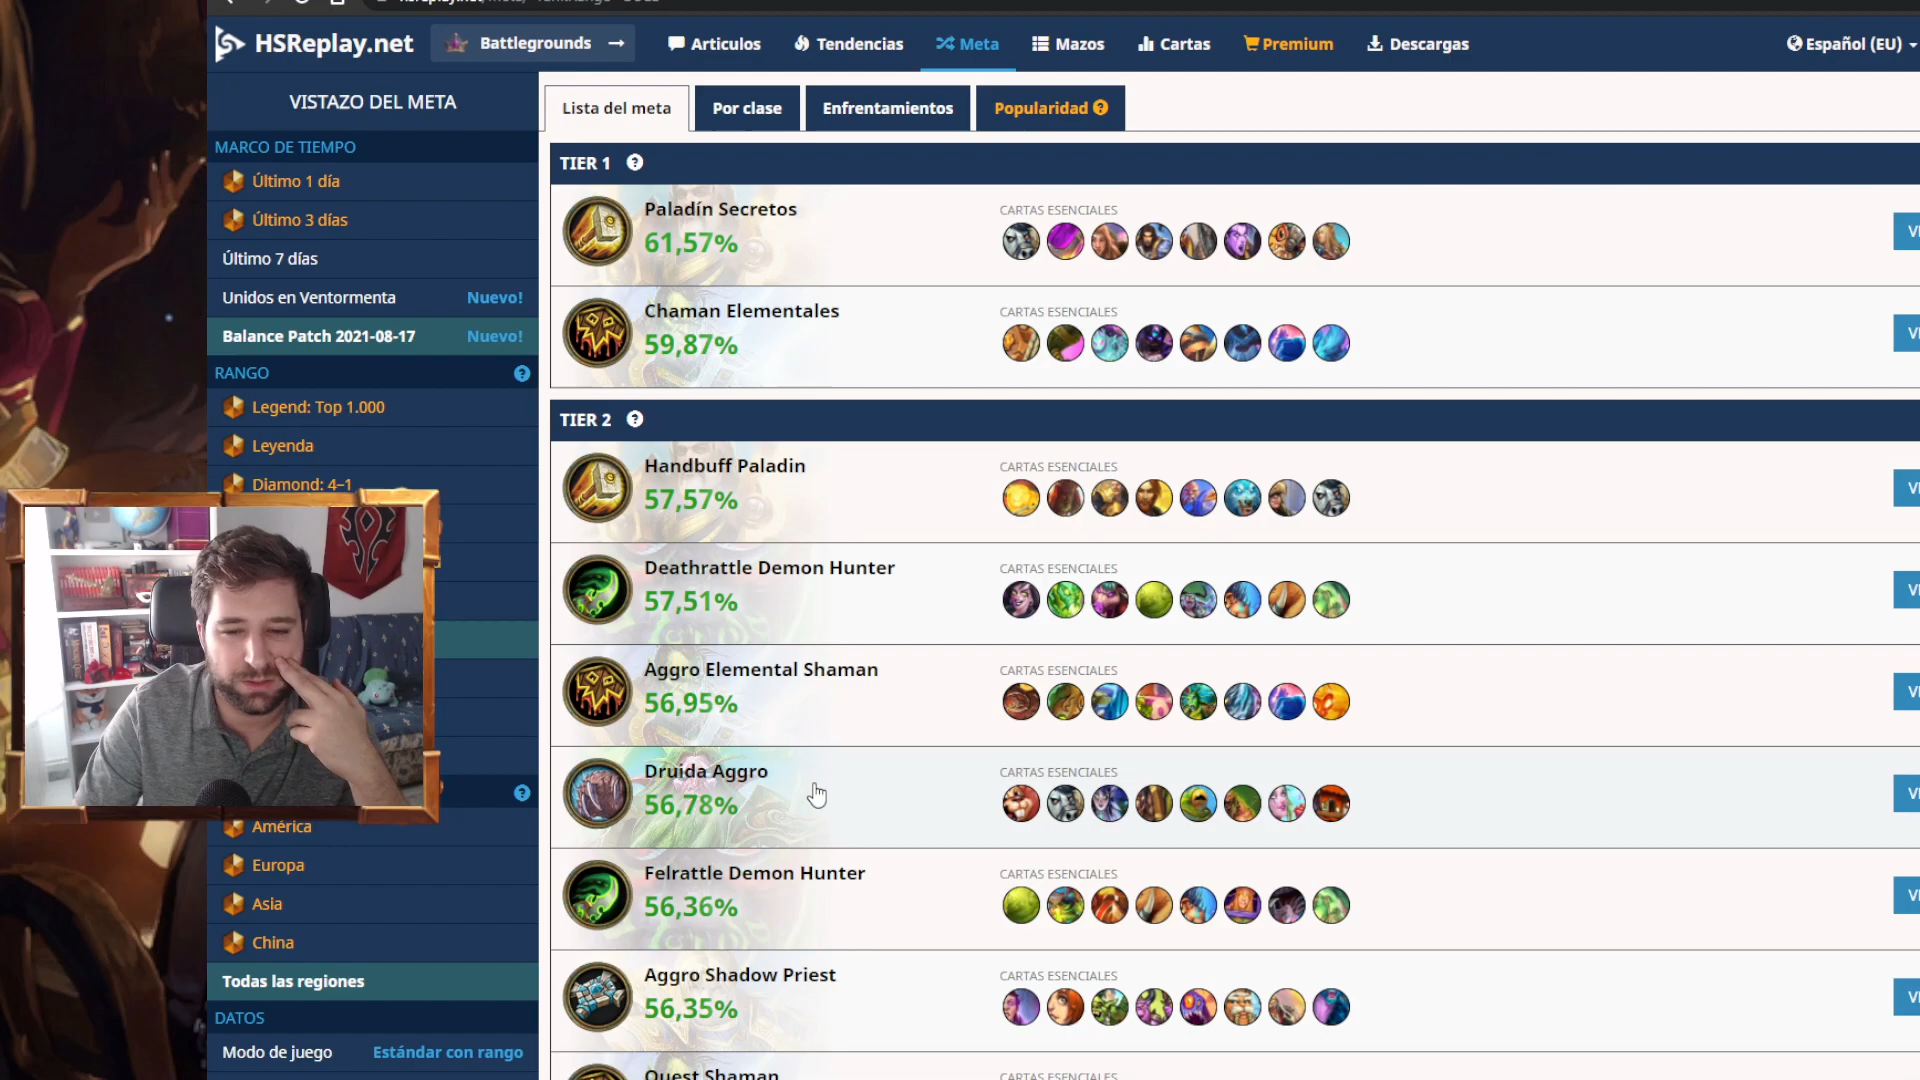 HSReplay.net
Battlegrounds →
Articulos
Tendencias
Meta
Mazos
Cartas
Premium
Descargas
Español (EU)
VISTAZO DEL META
MARCO DE TIEMPO
Último 1 día
Último 3 días
Último 7 días
Unidos en Ventormenta Nuevo!
Balance Patch 2021-08-17 Nuevo!
RANGO
Legend: Top 1.000
Leyenda
Diamond: 4–1
América
Europa
Asia
China
Todas las regiones
DATOS
Modo de juego Estándar con rango
Lista del meta
Por clase
Enfrentamientos
Popularidad
TIER 1
Paladín Secretos
61,57%
CARTAS ESENCIALES
Chaman Elementales
59,87%
CARTAS ESENCIALES
TIER 2
Handbuff Paladin
57,57%
CARTAS ESENCIALES
Deathrattle Demon Hunter
57,51%
CARTAS ESENCIALES
Aggro Elemental Shaman
56,95%
CARTAS ESENCIALES
Druida Aggro
56,78%
CARTAS ESENCIALES
Felrattle Demon Hunter
56,36%
CARTAS ESENCIALES
Aggro Shadow Priest
56,35%
CARTAS ESENCIALES
Quest Shaman
CARTAS ESENCIALES